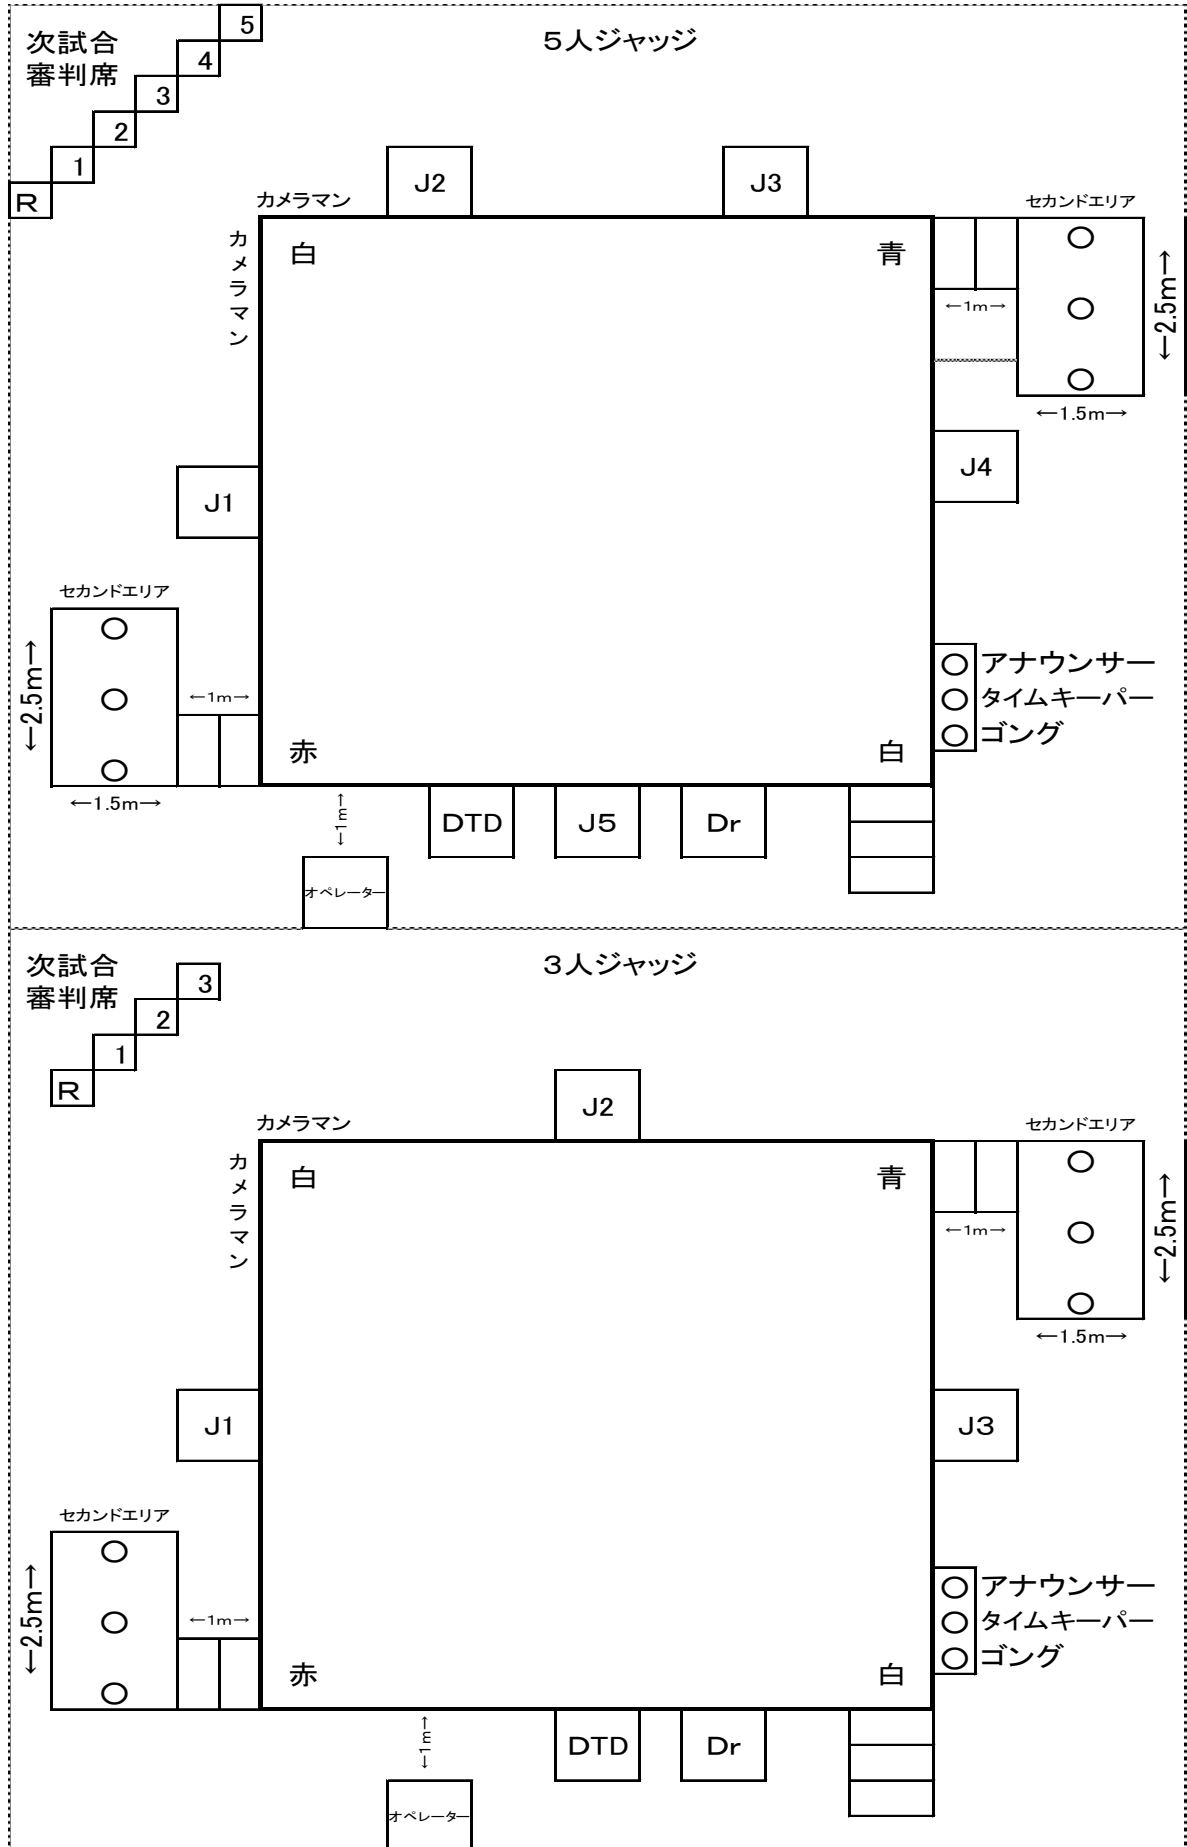 次試合
審判席
5
4
3
2
1
R
5人ジャッジ
J2
J3
カメラマン
カメラマン
セカンドエリア
白
青
←1m→
←2.5m→
←1.5m→
J4
J1
セカンドエリア
←2.5m→
←1m→
←1.5m→
アナウンサー
タイムキーパー
ゴング
赤
白
←1m→
DTD
J5
Dr
オペレーター
次試合
審判席
3
2
1
R
3人ジャッジ
J2
カメラマン
カメラマン
セカンドエリア
白
青
←1m→
←2.5m→
←1.5m→
J1
J3
セカンドエリア
←2.5m→
←1m→
アナウンサー
タイムキーパー
ゴング
赤
白
←1m→
DTD
Dr
オペレーター